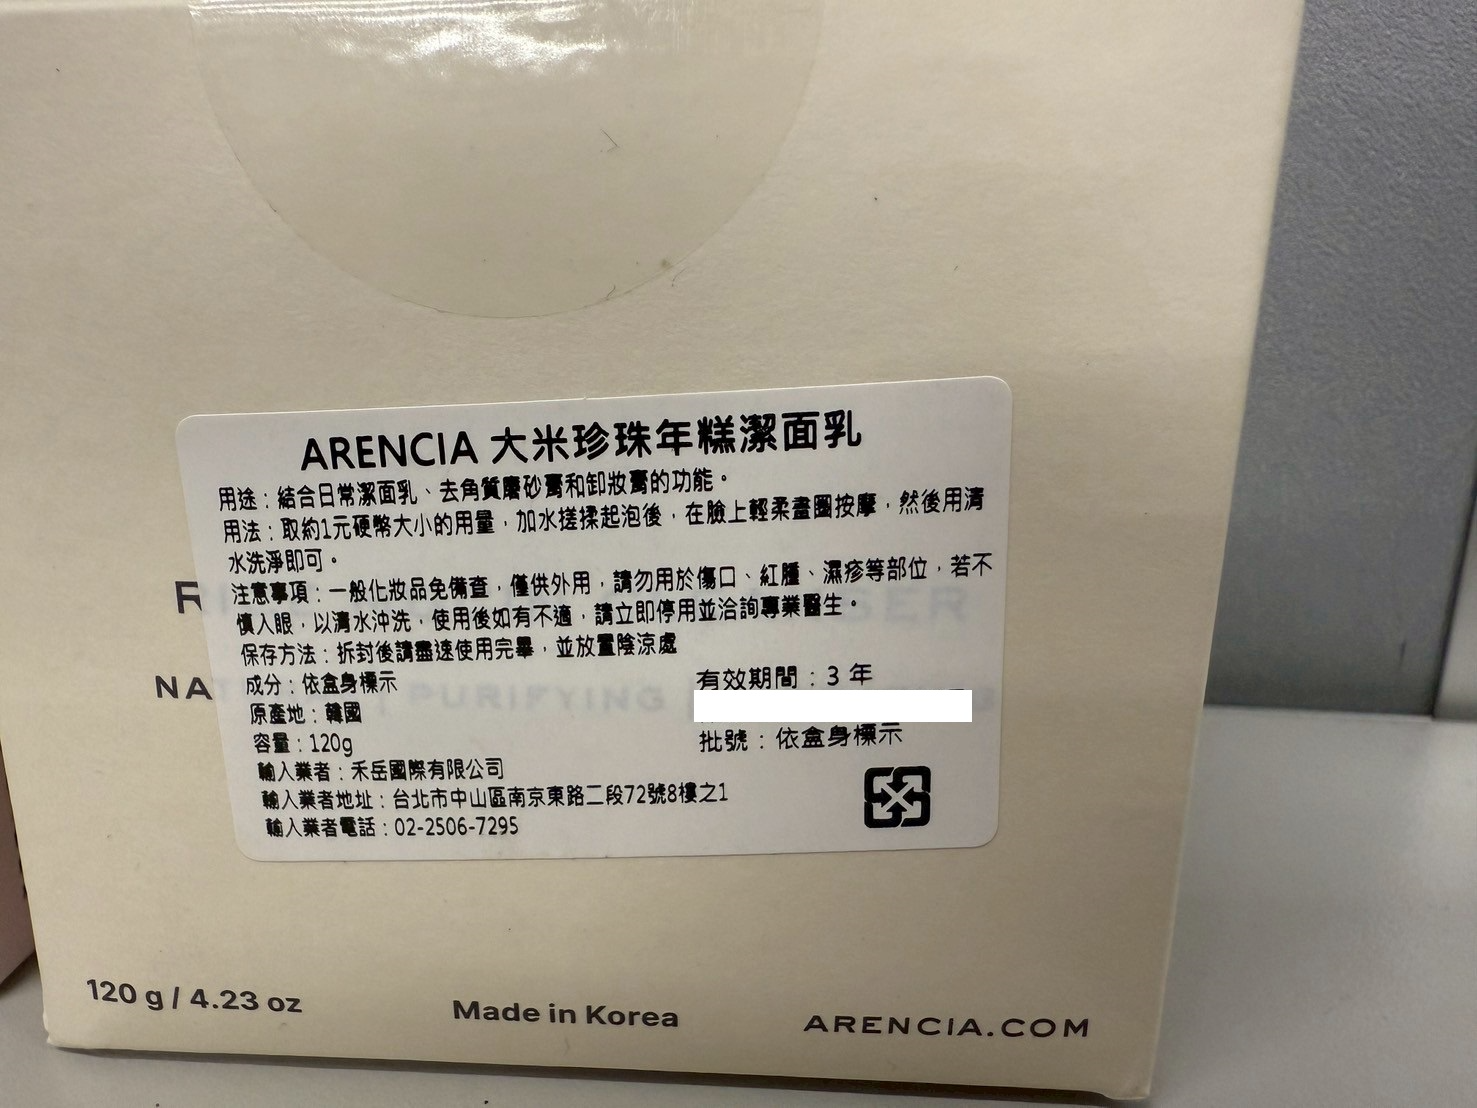 ARENCIA 大米珍珠年糕潔面乳
用途：結合日常潔面乳、去角質磨砂膏和卸妝膏的功能。
用法：取約1元硬幣大小的用量，加水搓揉起泡後，在臉上輕柔畫圈按摩，然後用清
水洗淨即可。
注意事項：一般化妝品免備查，僅供外用，請勿用於傷口、紅腫、濕疹等部位，若不
慎入眼，以清水沖洗，使用後如有不適，請立即停用並洽詢專業醫生。
保存方法：拆封後請盡速使用完畢，並放置陰涼處
成分：依盒身標示
有效期間：3 年
原產地：韓國
容量：120g
批號：依盒身標示
輸入業者：禾岳國際有限公司
輸入業者地址：台北市中山區南京東路二段72號8樓之1
輸入業者電話：02-2506-7295
PURIFYING
120 g / 4.23 oz
Made in Korea
ARENCIA.COM